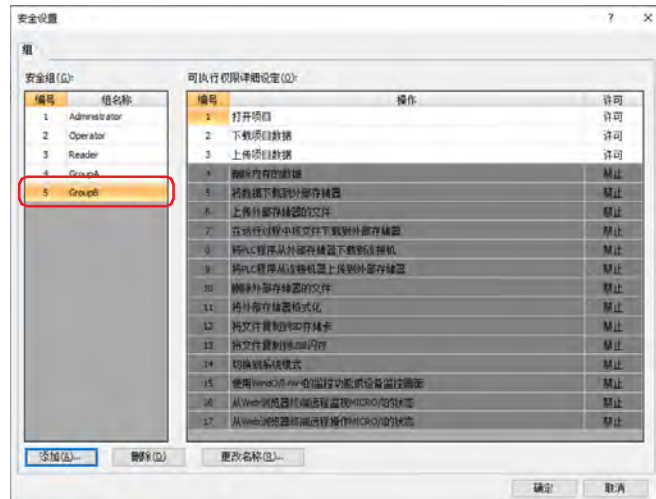 安全设置
组
安全组(G):
可执行权限详细设定(O):
编号 组名称
编号 操作 许可
1 Administrator
2 Operator
3 Reader
4 GroupA
5 GroupB
1 打开项目 许可
2 下载项目数据 许可
3 上传项目数据 许可
4 删除内存的数据 禁止
5 将数据下载到外部存储器 禁止
6 上传外部存储器的文件 禁止
7 在运行过程中将文件下载到外部存储器 禁止
8 将PLC程序从外部存储器下载到连接机 禁止
9 将PLC程序从连接机器上传到外部存储器 禁止
10 删除外部存储器的文件 禁止
11 将外部存储器格式化 禁止
12 将文件复制到SD存储卡 禁止
13 将文件复制到USB闪存 禁止
14 切换到系统模式 禁止
15 使用WindO/I-NV4的监控功能或设备监控画面 禁止
16 从Web浏览器终端远程监视MICRO/I的状态 禁止
17 从Web浏览器终端远程操作MICRO/I的状态 禁止
添加(A)... 删除(D) 更改名称(R)...
确定 取消